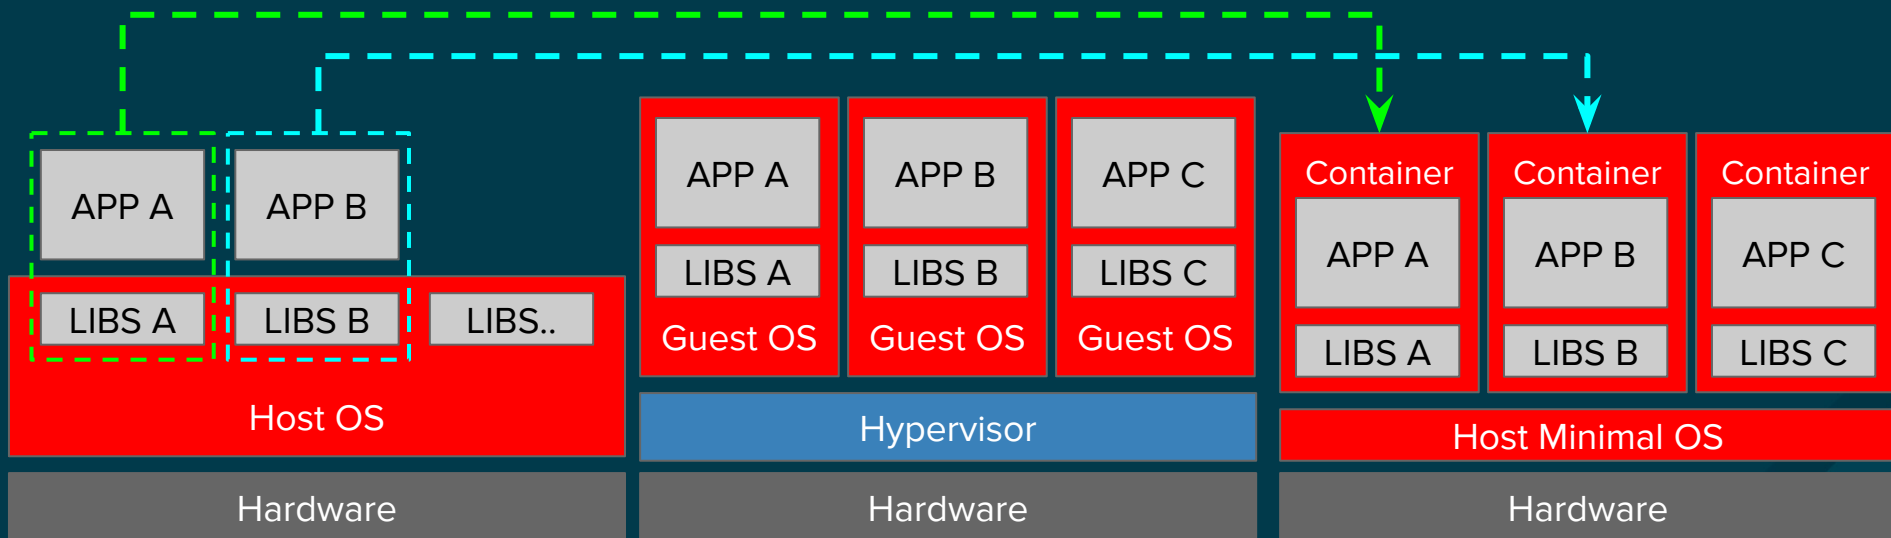 APP A
APP B
LIBS A
LIBS B
LIBS..
Host OS
Hardware
APP A
APP B
APP C
LIBS A
LIBS B
LIBS C
Guest OS
Guest OS
Guest OS
Hypervisor
Hardware
Container
Container
Container
APP A
APP B
APP C
LIBS A
LIBS B
LIBS C
Host Minimal OS
Hardware